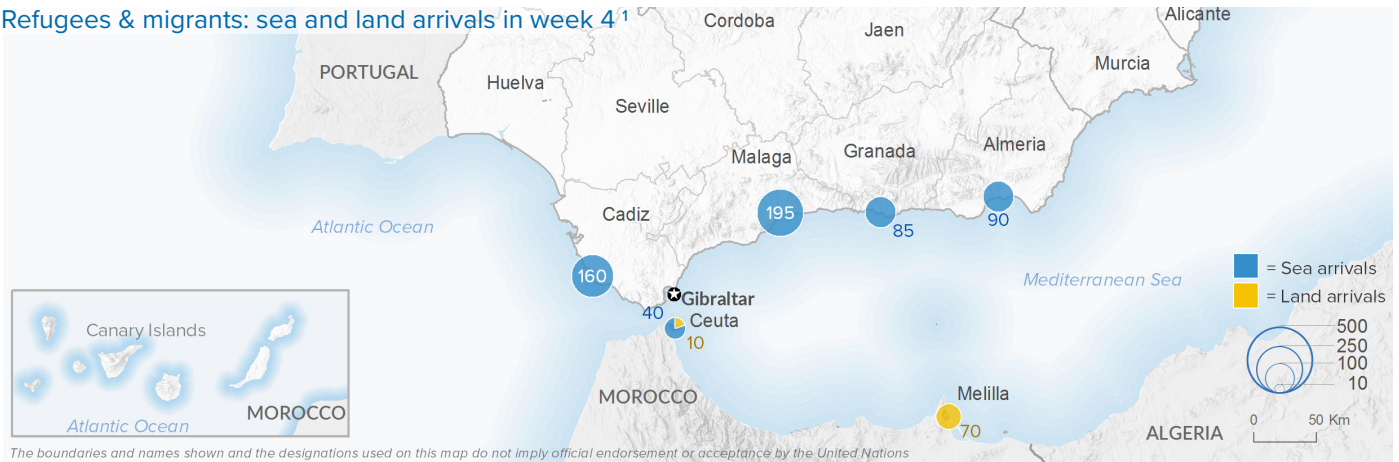 Refugees & migrants: sea and land arrivals in week 4 1
Cordoba
Alicante
Jaen
PORTUGAL
Huelva
Murcia
Seville
Malaga
Granada
Almeria
Cadiz
195
85
90
Atlantic Ocean
160
Mediterranean Sea
= Sea arrivals
= Land arrivals
Gibraltar
40
Ceuta
10
Canary Islands
500
250
100
10
MOROCCO
Melilla
70
MOROCCO
Atlantic Ocean
ALGERIA
0 50 Km
The boundaries and names shown and the designations used on this map do not imply official endorsement or acceptance by the United Nations